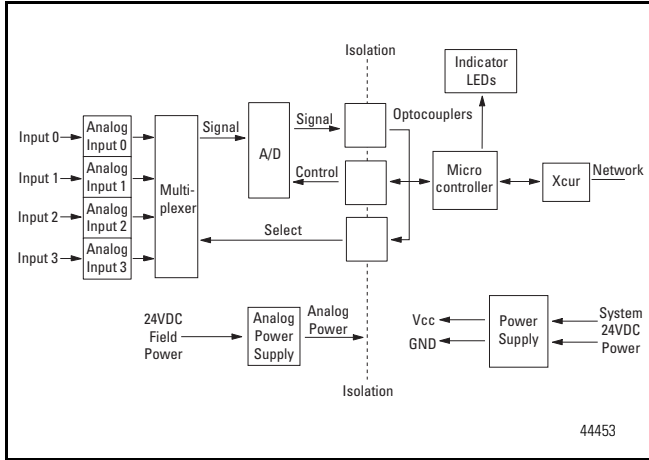 Isolation
Indicator
LEDs
Signal
Signal
Optocouplers
Input 0
Analog
Input 0
Input 1
Analog
Input 1
Input 2
Analog
Input 2
Input 3
Analog
Input 3
Multi-
plexer
A/D
Control
Select
Micro
controller
Xcur
Network
24VDC
Field
Power
Analog
Power
Supply
Analog
Power
Isolation
Vcc
GND
Power
Supply
System
24VDC
Power
44453